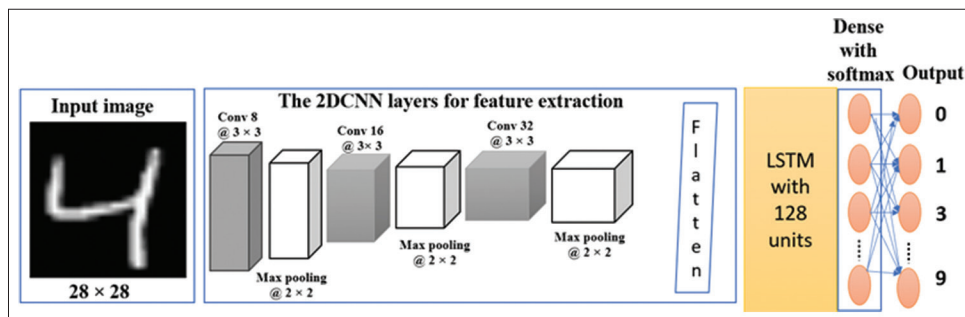 Input image
28 × 28
The 2DCNN layers for feature extraction
Conv 8
@ 3 × 3
Max pooling
@ 2 × 2
Conv 16
@ 3× 3
Max pooling
@ 2 × 2
Conv 32
@ 3 × 3
Max pooling
@ 2 × 2
F
l
a
t
t
e
n
LSTM
with
128
units
Dense
with
softmax
Output
0
1
3
9